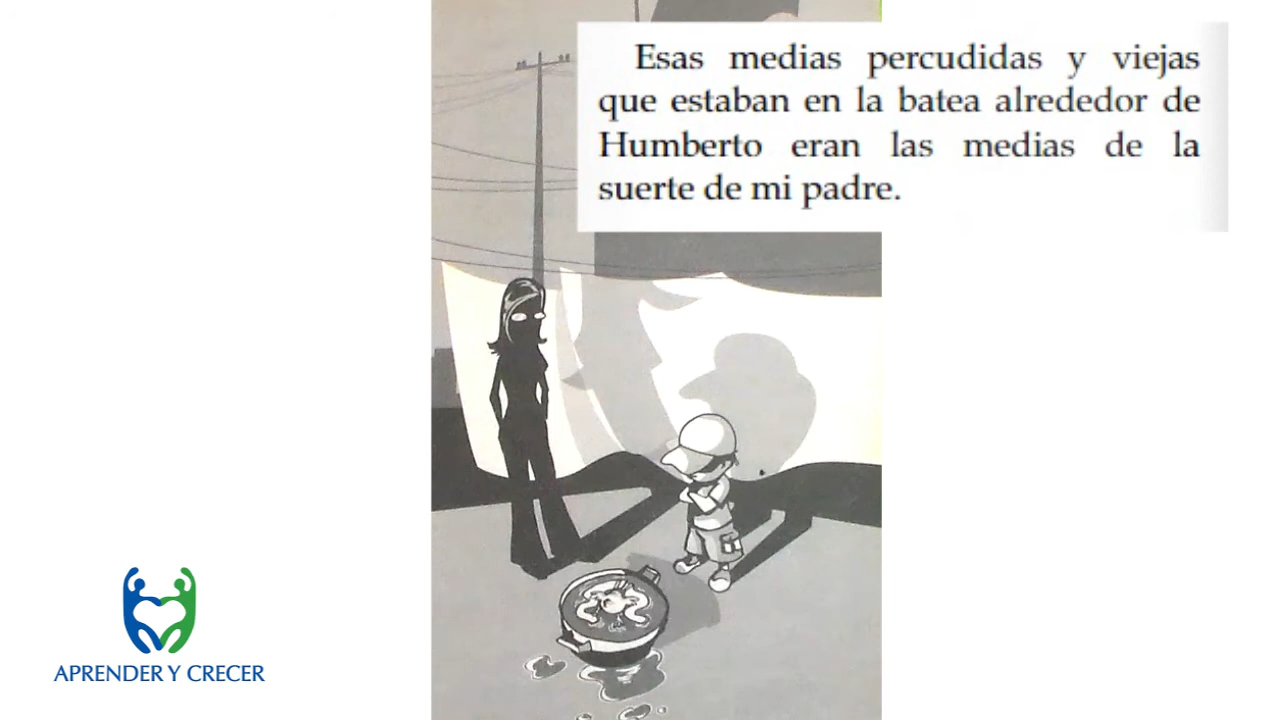 Esas medias percudidas y viejas
que estaban en la batea alrededor de
Humberto eran las medias de la
suerte de mi padre.
APRENDER Y CRECER